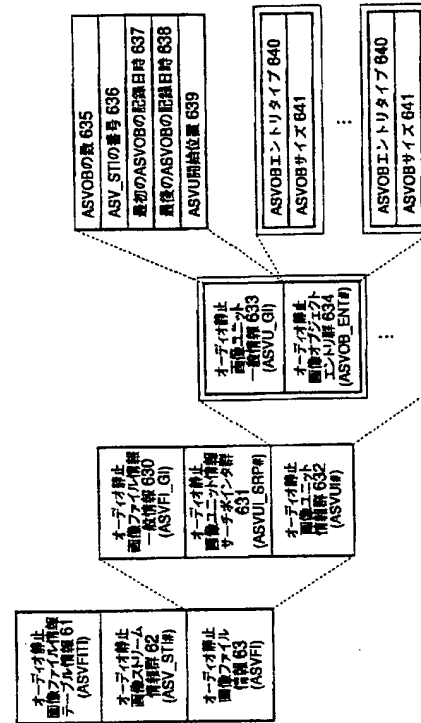 オーディオ静止
画像ファイル情報
テーブル情報 61
(ASVFITI)
オーディオ静止
画像ストリーム
情報群 62
(ASV_STI#)
オーディオ静止
画像ファイル
情報 63
(ASVFI)
オーディオ静止
画像ファイル情報
一般情報 630
(ASVFI_GI)
オーディオ静止
画像ユニット情報
サーチポインタ群
631
(ASVUI_SRP#)
オーディオ静止
画像ユニット
情報群 632
(ASVUI#)
オーディオ静止
画像ユニット
一般情報 633
(ASVU_GI)
オーディオ静止
画像オブジェクト
エントリ群 634
(ASVOB_ENT#)
⋮
ASVOBの数 635
ASV_STIの番号 636
最初のASVOBの記録日時 637
最後のASVOBの記録日時 638
ASVU開始位置 639
ASVOBエントリタイプ 640
ASVOBサイズ 641
⋮
ASVOBエントリタイプ 640
ASVOBサイズ 641